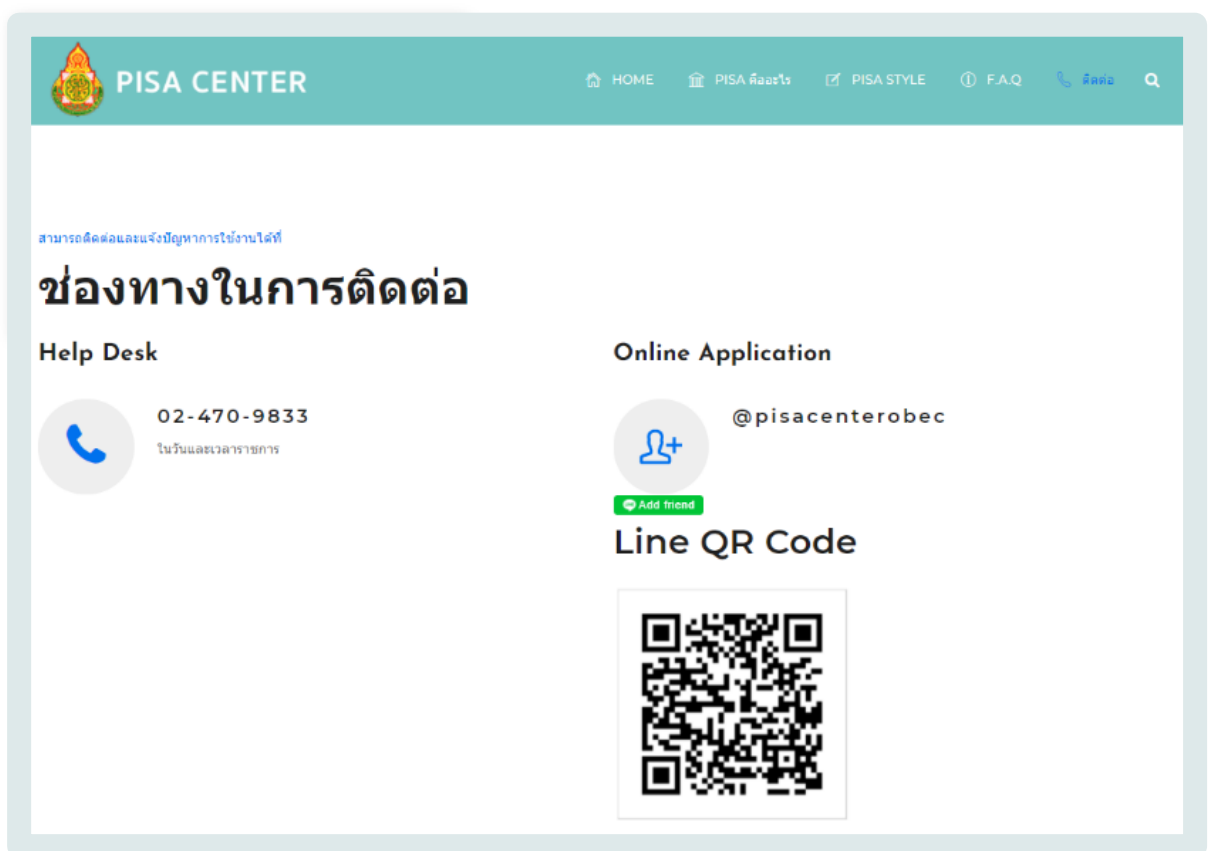 PISA CENTER
HOME PISA คืออะไร PISA STYLE F.A.Q ติดต่อ
สามารถติดต่อและแจ้งปัญหาการใช้งานได้ที่
ช่องทางในการติดต่อ
Help Desk
02-470-9833
ในวันและเวลาราชการ
Online Application
@pisacenterobec
Add friend
Line QR Code